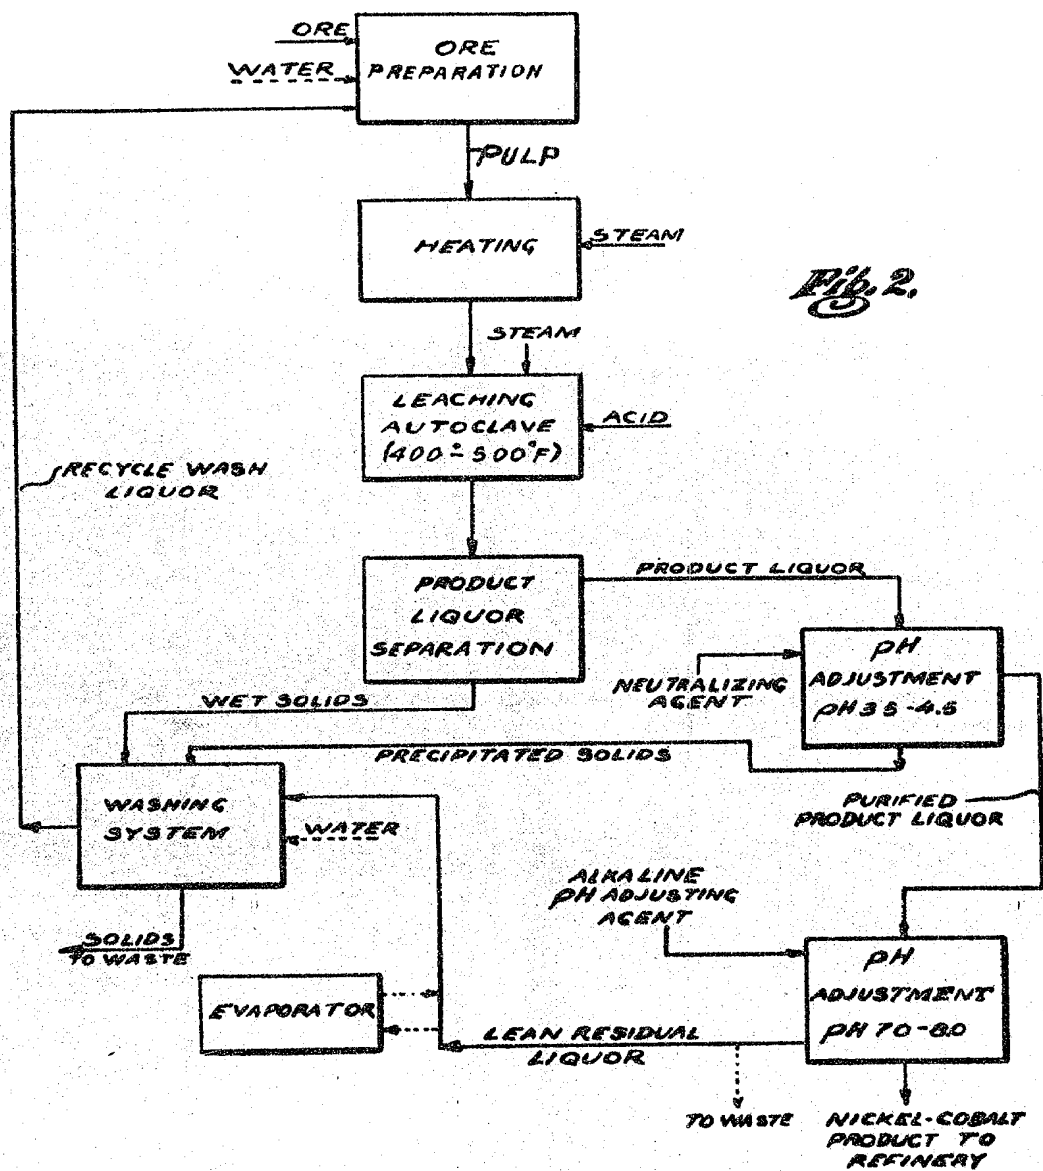 ORE
ORE
PREPARATION
WATER
PULP
HEATING
STEAM
Fig. 2.
STEAM
LEACHING
AUTOCLAVE
(400°-500°F)
ACID
RECYCLE WASH
LIQUOR
PRODUCT
LIQUOR
SEPARATION
PRODUCT LIQUOR
pH
ADJUSTMENT
pH 3.5-4.5
NEUTRALIZING
AGENT
WET SOLIDS
PRECIPITATED SOLIDS
WASHING
SYSTEM
WATER
PURIFIED
PRODUCT LIQUOR
ALKALINE
pH ADJUSTING
AGENT
SOLIDS
TO WASTE
pH
ADJUSTMENT
pH 7.0-8.0
EVAPORATOR
LEAN RESIDUAL
LIQUOR
TO WASTE
NICKEL-COBALT
PRODUCT TO
REFINERY